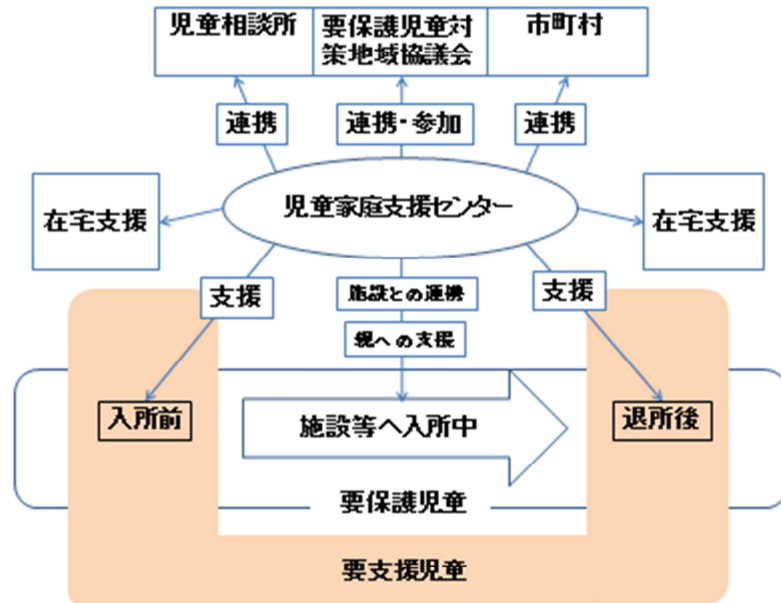 児童相談所
要保護児童対
策地域協議会
市町村
連携
連携・参加
連携
児童家庭支援センター
在宅支援
在宅支援
支援
施設との連携
支援
親への支援
入所前
施設等へ入所中
退所後
要保護児童
要支援児童